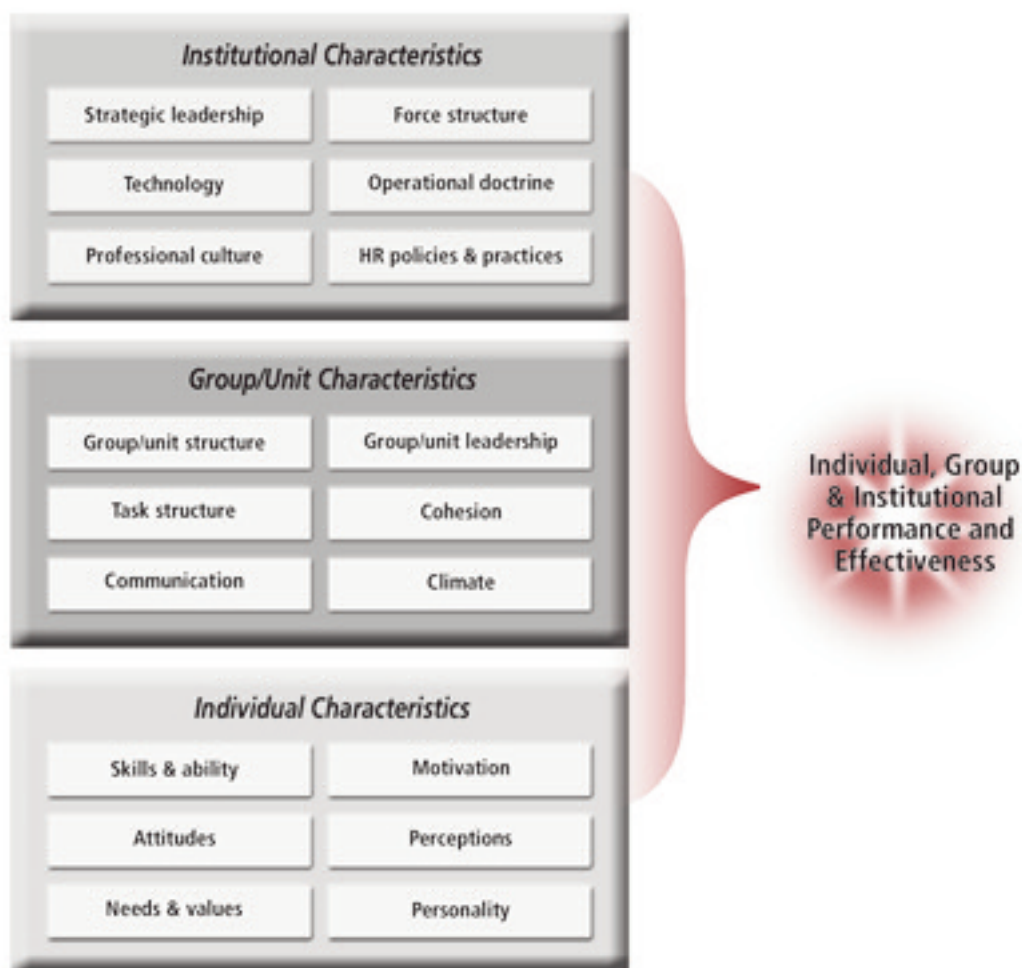 Institutional Characteristics
Strategic leadership
Force structure
Technology
Operational doctrine
Professional culture
HR policies & practices
Group/Unit Characteristics
Group/unit structure
Group/unit leadership
Task structure
Cohesion
Communication
Climate
Individual Characteristics
Skills & ability
Motivation
Attitudes
Perceptions
Needs & values
Personality
Individual, Group
& Institutional
Performance and
Effectiveness